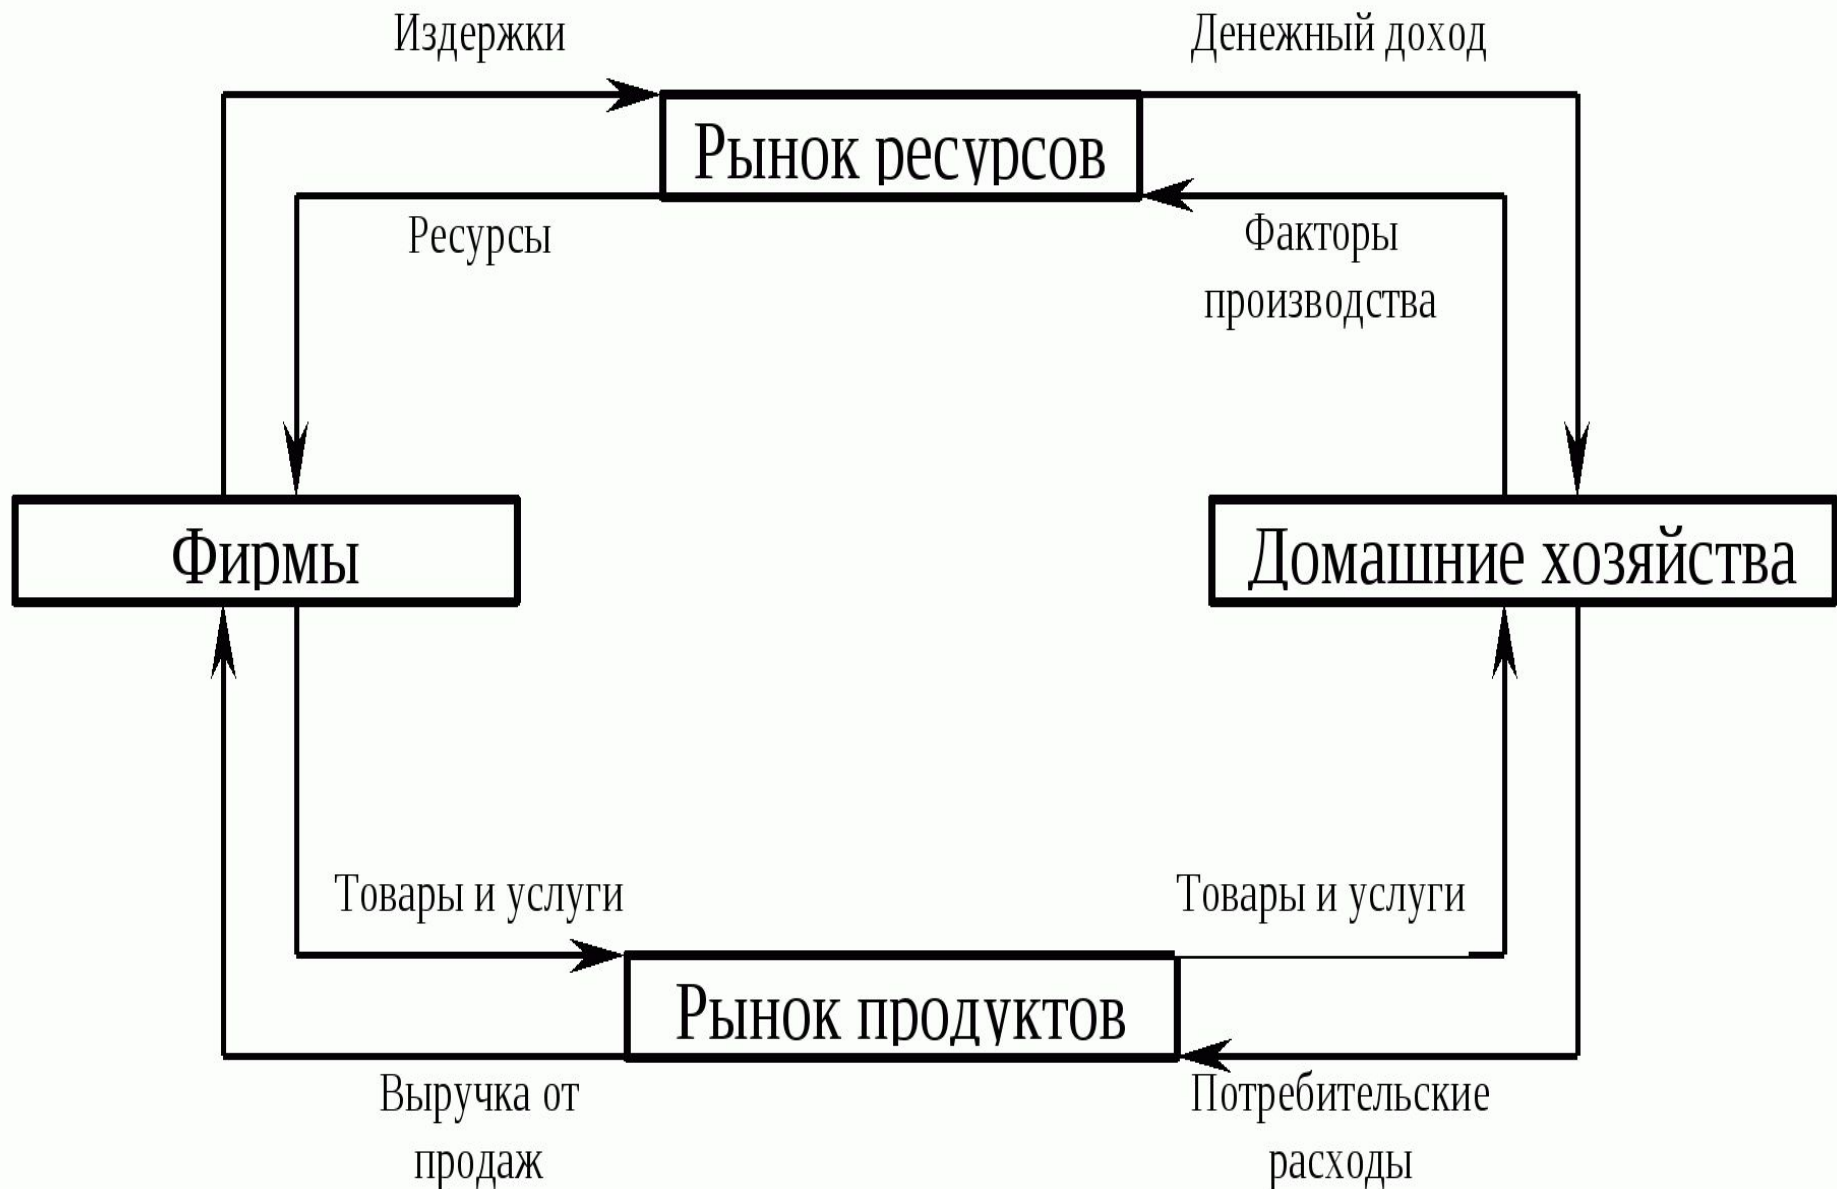 Издержки
Денежный доход
Рынок ресурсов
Ресурсы
Факторы
производства
Фирмы
Домашние хозяйства
Товары и услуги
Товары и услуги
Рынок продуктов
Выручка от
продаж
Потребительские
расходы